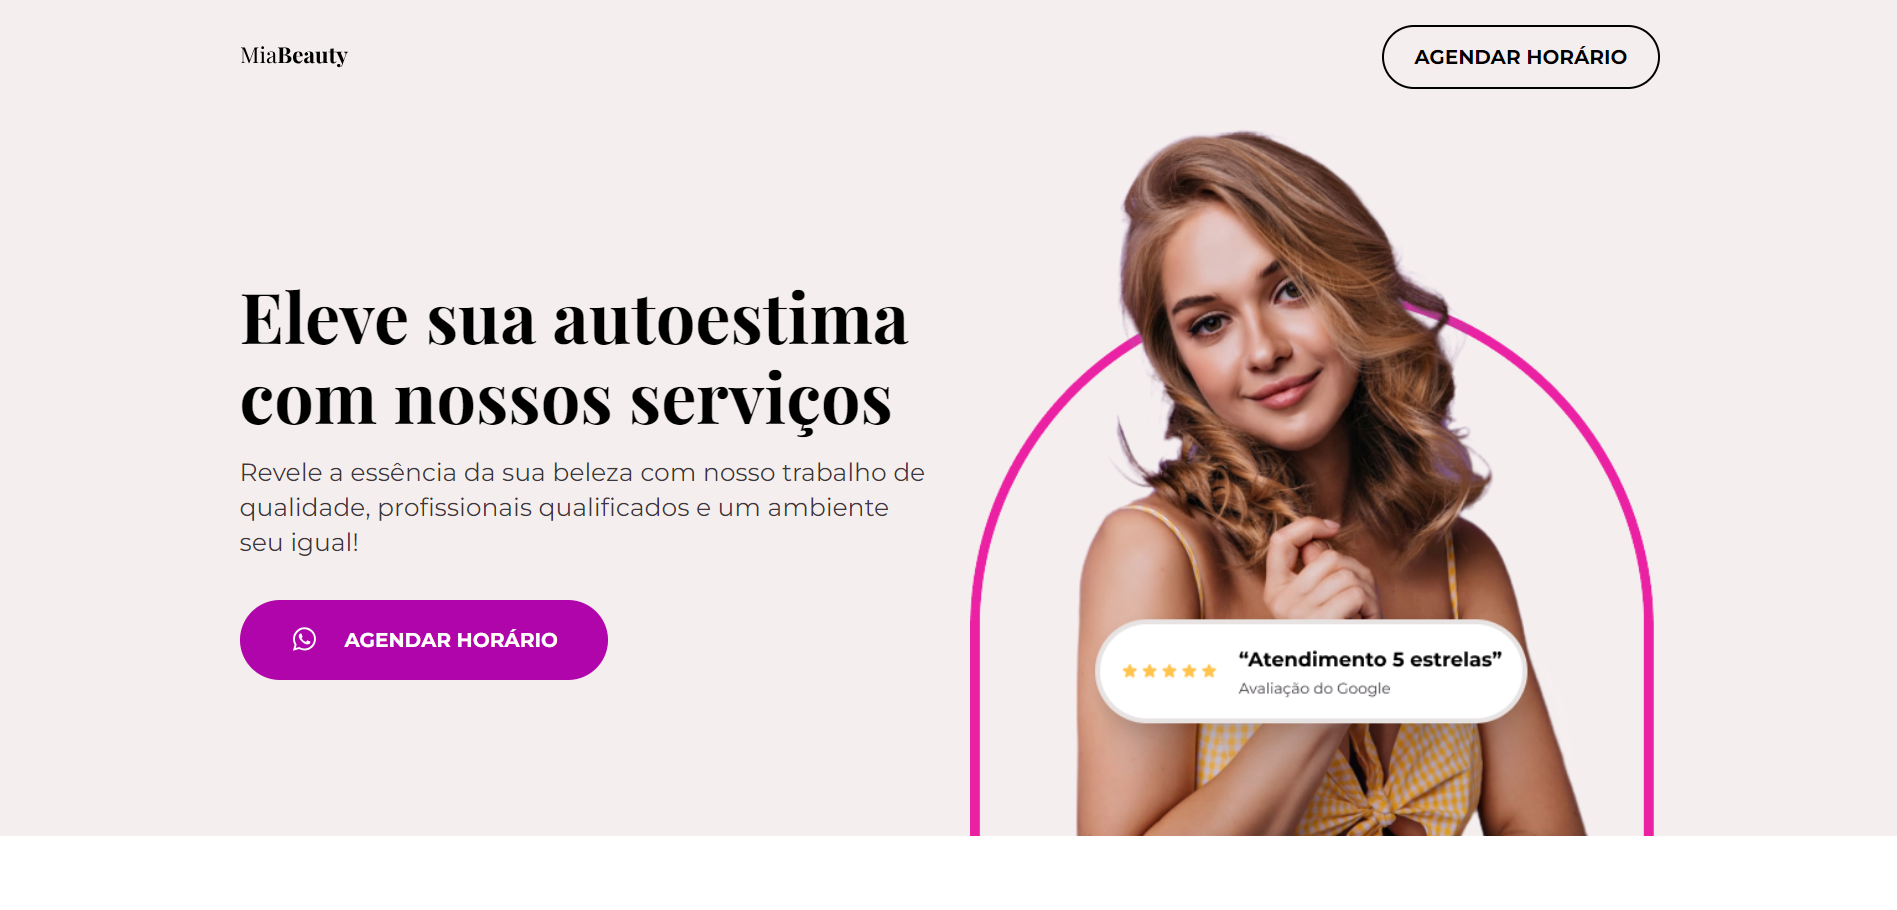 MiaBeauty
AGENDAR HORÁRIO
Eleve sua autoestima
com nossos serviços
Revele a essência da sua beleza com nosso trabalho de
qualidade, profissionais qualificados e um ambiente
seu igual!
AGENDAR HORÁRIO
“Atendimento 5 estrelas”
Avaliação do Google